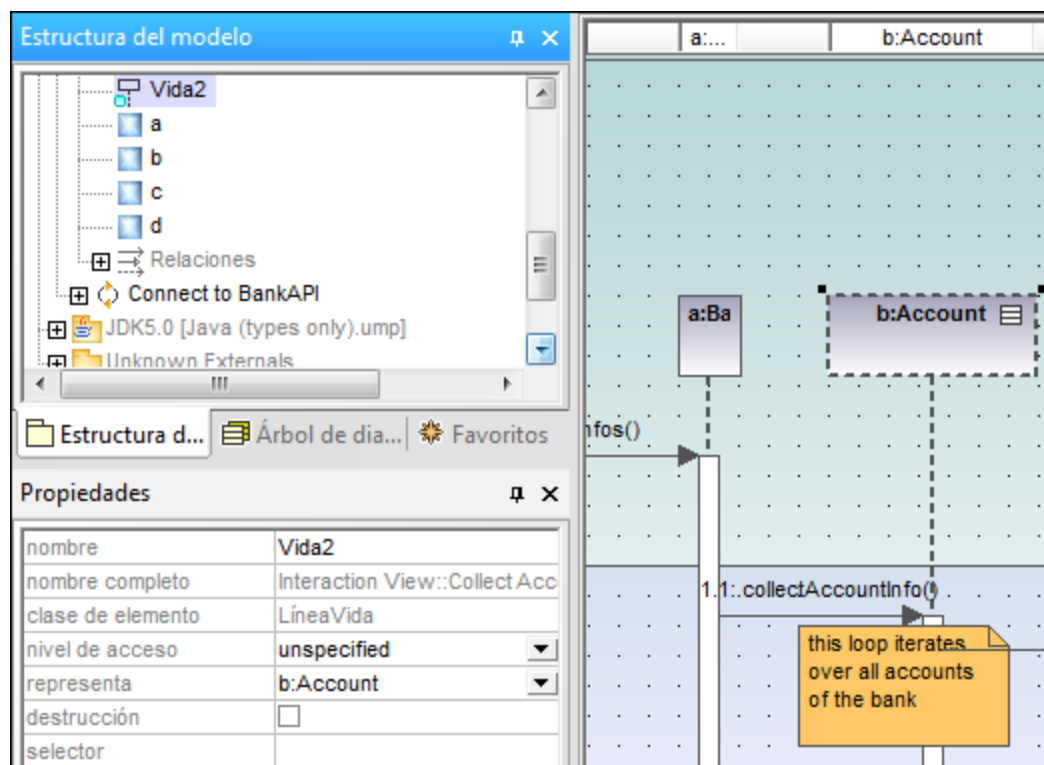 Estructura del modelo
Vida2
a
b
c
d
Relaciones
Connect to BankAPI
JDK5.0 [Java (types only).ump]
Unknown Externals
Estructura d...
Árbol de dia...
Favoritos
Propiedades
nombre Vida2
nombre completo Interaction View::Collect Acc
clase de elemento LíneaVida
nivel de acceso unspecified
representa b:Account
destrucción
selector
a:...
b:Account
a:Ba
b:Account
nfos()
1.1:.collectAccountInfo()
this loop iterates
over all accounts
of the bank